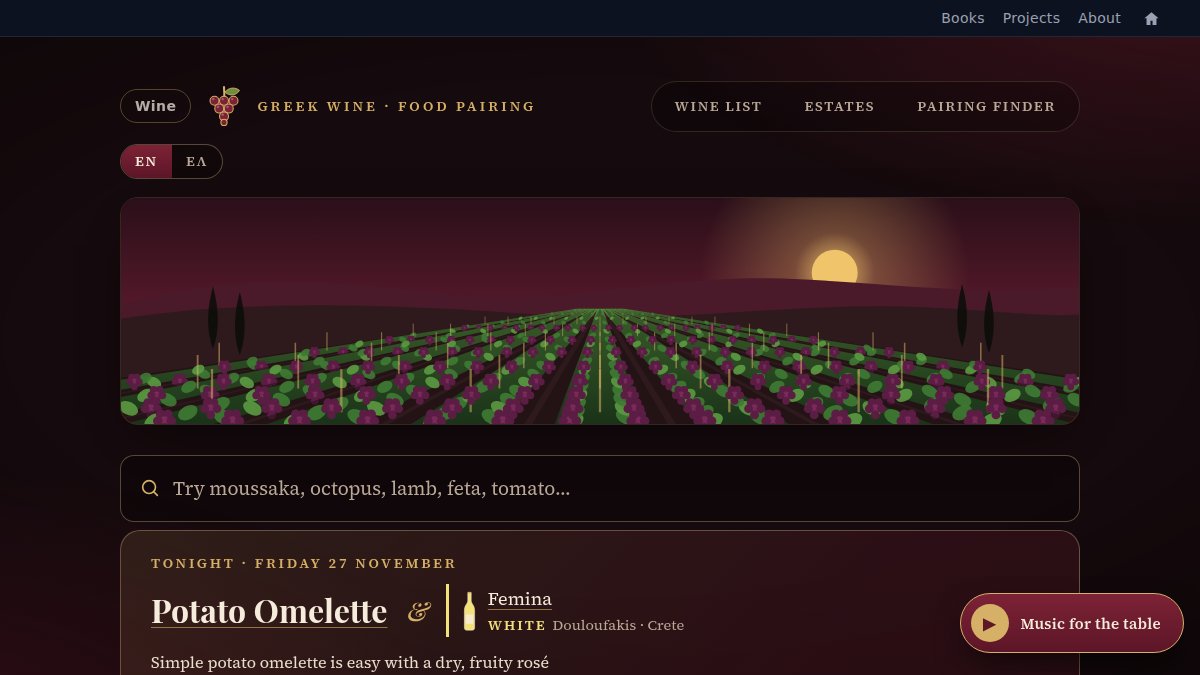 Books Projects About
Wine
GREEK WINE · FOOD PAIRING
WINE LIST ESTATES PAIRING FINDER
EN ΕΛ
Try moussaka, octopus, lamb, feta, tomato...
TONIGHT · FRIDAY 27 NOVEMBER
Potato Omelette & Femina
WHITE Douloufakis · Crete
Music for the table
Simple potato omelette is easy with a dry, fruity rosé